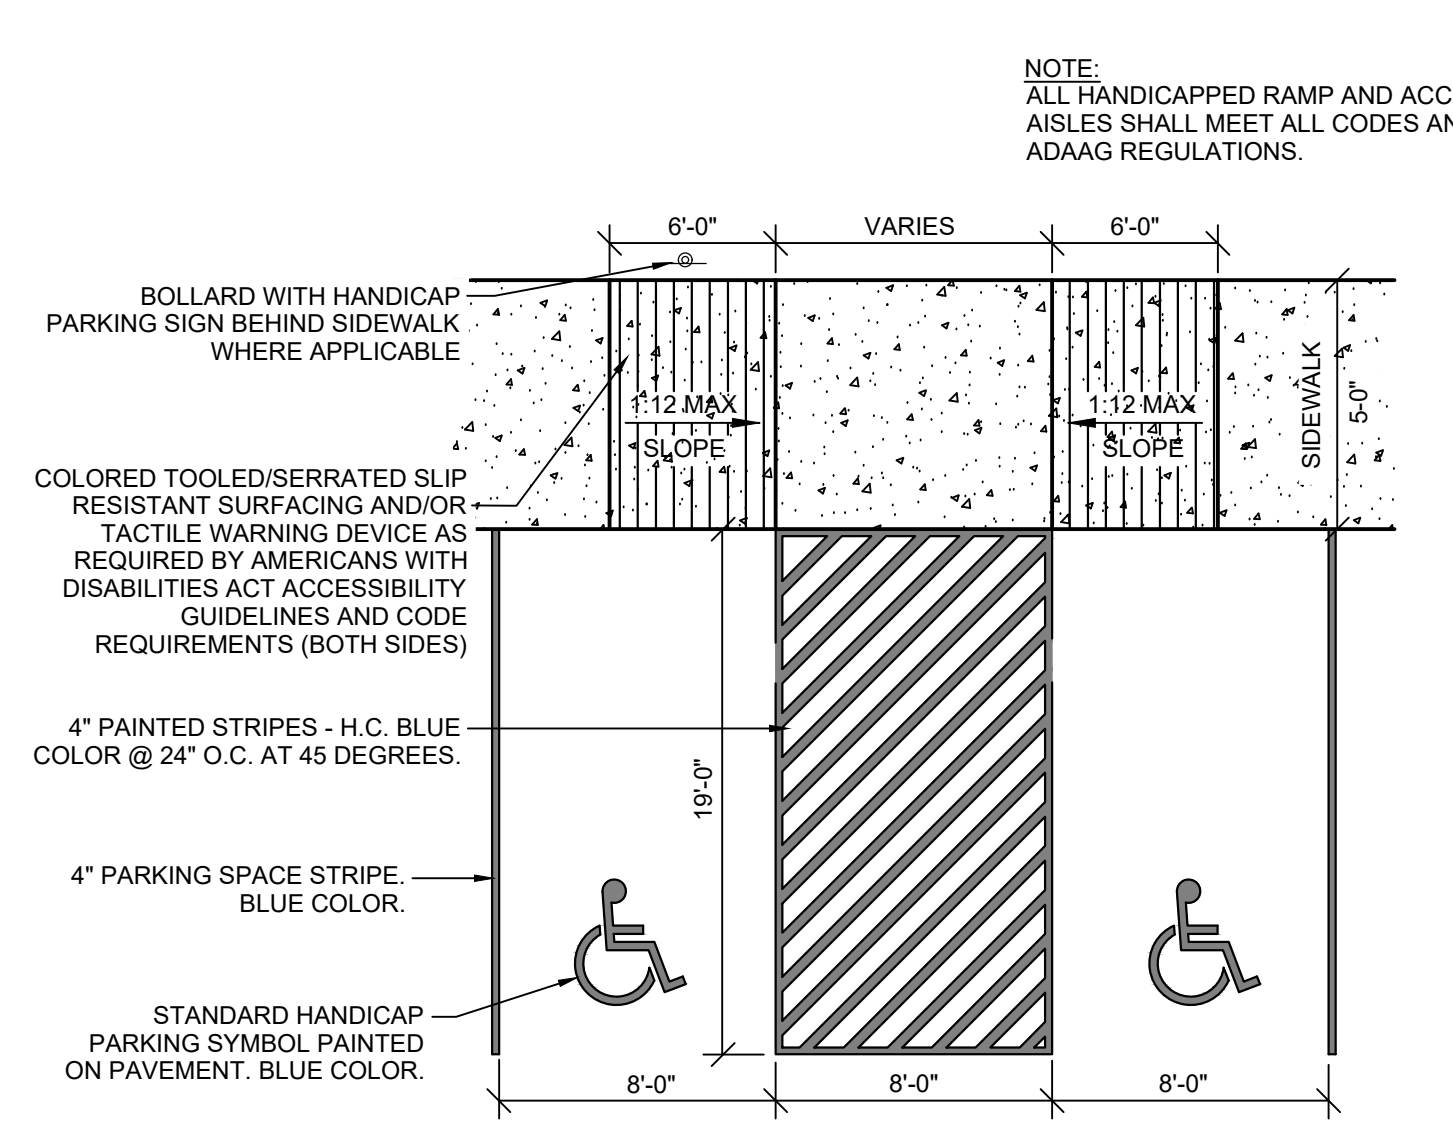 NOTE:
ALL HANDICAPPED RAMP AND ACC
AISLES SHALL MEET ALL CODES AN
ADAAG REGULATIONS.
6'-0"
VARIES
6'-0"
BOLLARD WITH HANDICAP
PARKING SIGN BEHIND SIDEWALK
WHERE APPLICABLE
1:12 MAX
SLOPE
1:12 MAX
SLOPE
SIDEWALK
5-0"
COLORED TOOLED/SERRATED SLIP
RESISTANT SURFACING AND/OR
TACTILE WARNING DEVICE AS
REQUIRED BY AMERICANS WITH
DISABILITIES ACT ACCESSIBILITY
GUIDELINES AND CODE
REQUIREMENTS (BOTH SIDES)
4" PAINTED STRIPES - H.C. BLUE
COLOR @ 24" O.C. AT 45 DEGREES.
19'-0"
4" PARKING SPACE STRIPE.
BLUE COLOR.
STANDARD HANDICAP
PARKING SYMBOL PAINTED
ON PAVEMENT. BLUE COLOR.
8'-0"
8'-0"
8'-0"